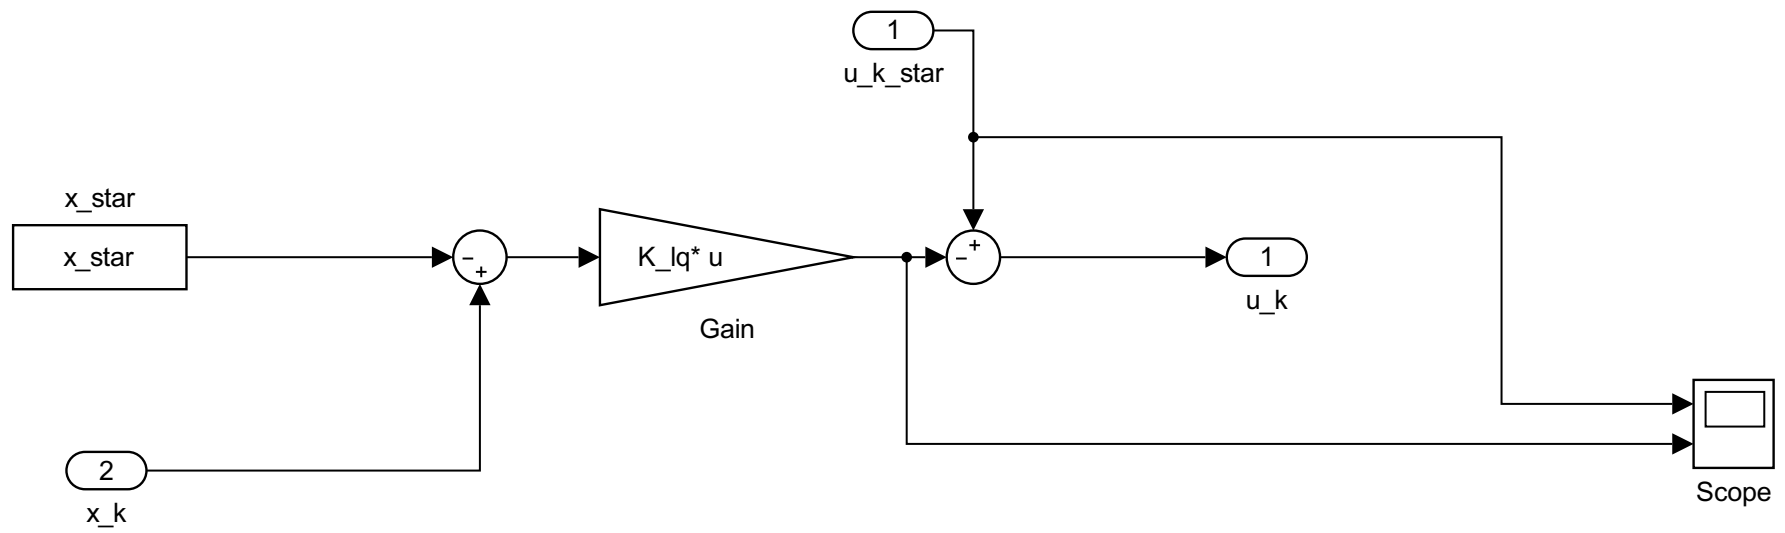 1
u_k_star
x_star
x_star
−
+
K_lq* u
Gain
+
−
1
u_k
2
x_k
Scope